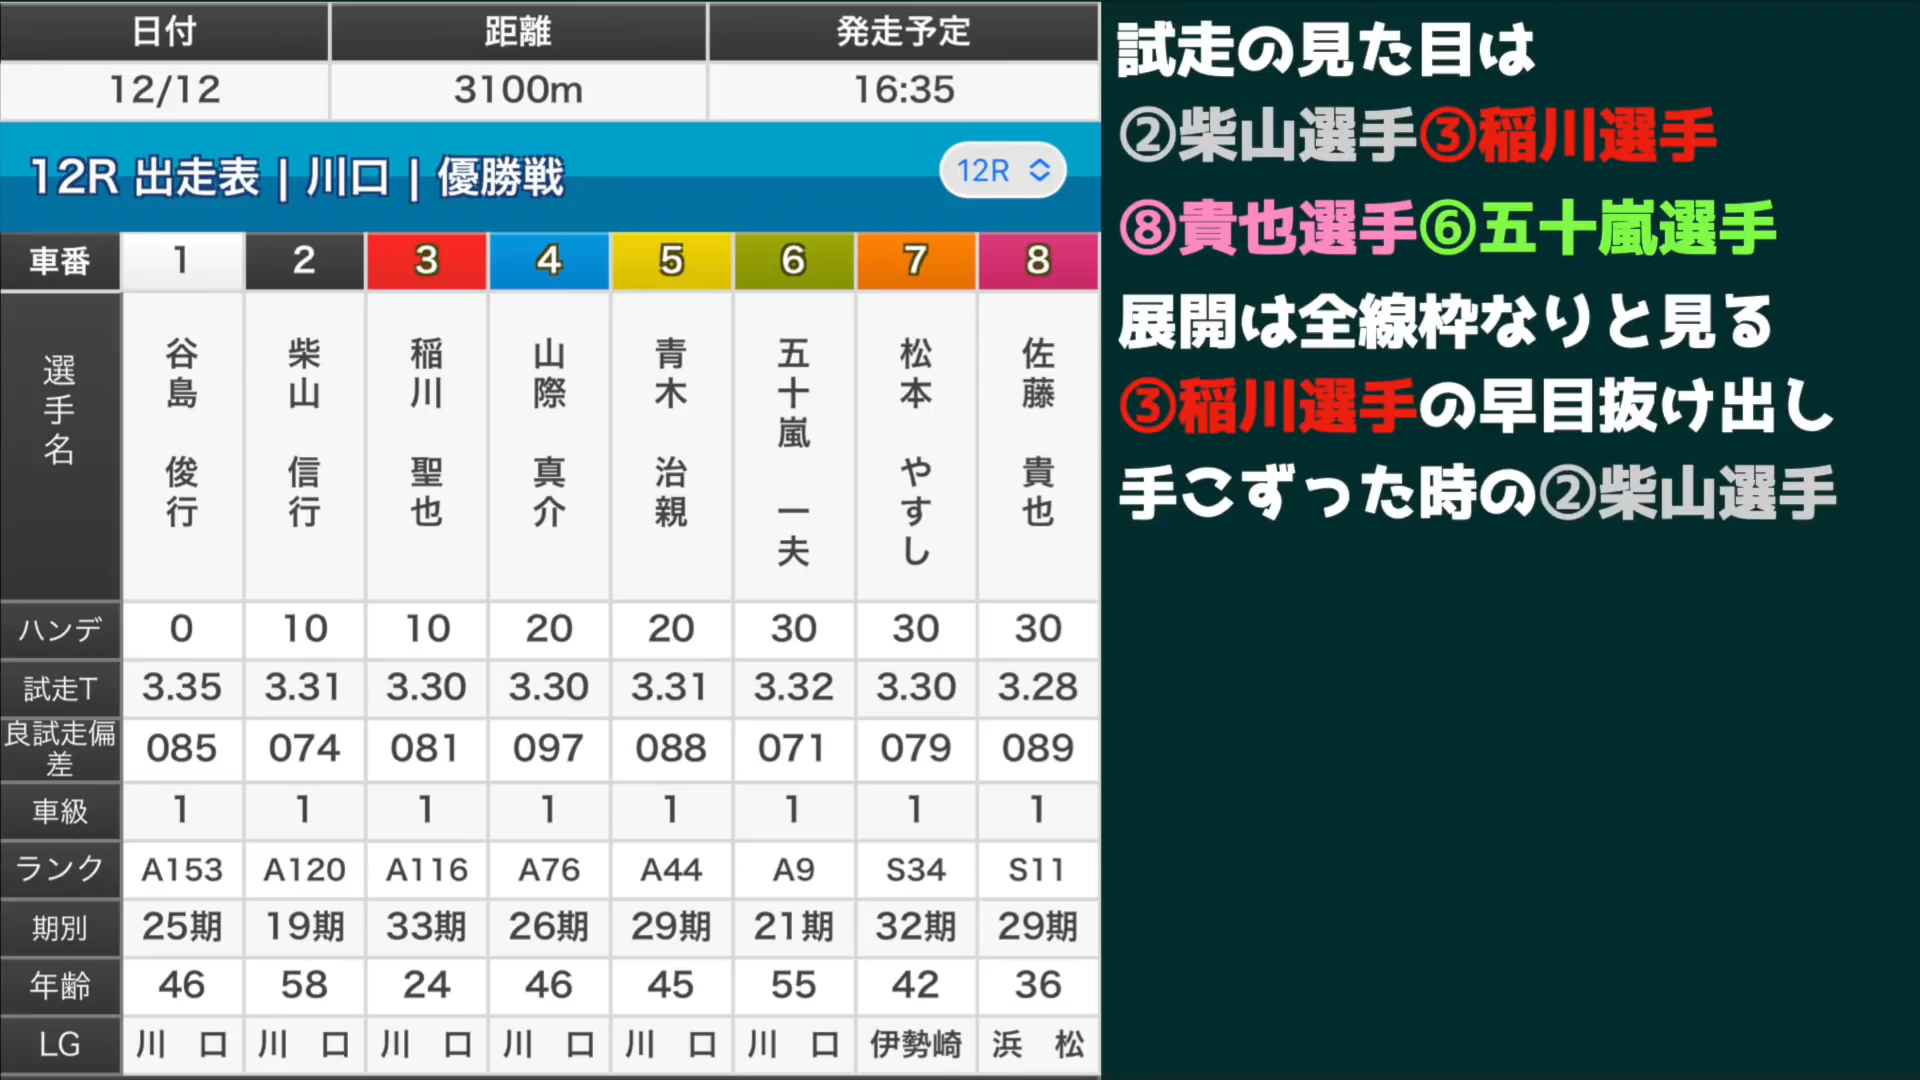 日付 距離 発走予定
12/12 3100m 16:35
12R 出走表 | 川口 | 優勝戦 12R
車番 1 2 3 4 5 6 7 8
選手名 谷島 俊行 柴山 信行 稲川 聖也 山際 真介 青木 治親 五十嵐 一夫 松本 やすし 佐藤 貴也
ハンデ 0 10 10 20 20 30 30 30
試走T 3.35 3.31 3.30 3.30 3.31 3.32 3.30 3.28
良試走偏差 085 074 081 097 088 071 079 089
車級 1 1 1 1 1 1 1 1
ランク A153 A120 A116 A76 A44 A9 S34 S11
期別 25期 19期 33期 26期 29期 21期 32期 29期
年齢 46 58 24 46 45 55 42 36
LG 川口 川口 川口 川口 川口 川口 伊勢崎 浜松
試走の見た目は
②柴山選手③稲川選手
⑧貴也選手⑥五十嵐選手
展開は全線枠なりと見る
③稲川選手の早目抜け出し
手こずった時の②柴山選手